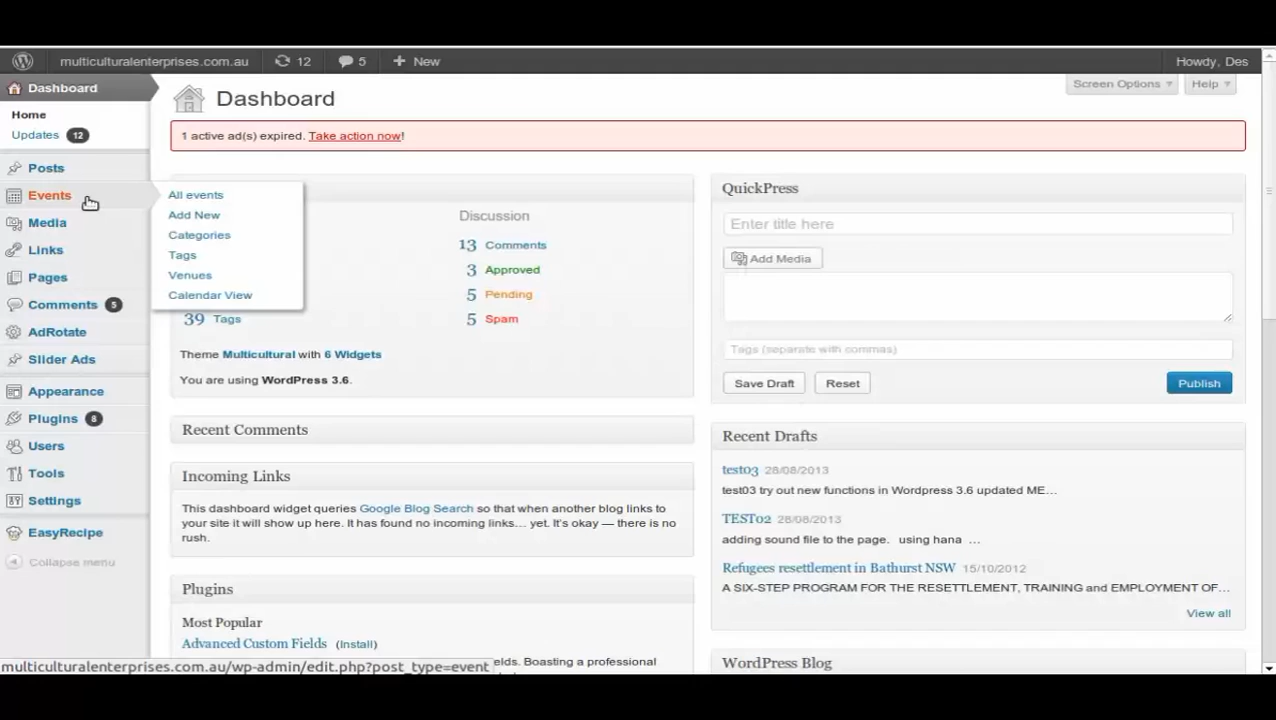 multiculturalenterprises.com.au 12 5 + New Howdy, Des
Dashboard
Home
Updates 12
Posts
Events
Media
Links
Pages
Comments 5
AdRotate
Slider Ads
Appearance
Plugins 8
Users
Tools
Settings
EasyRecipe
Collapse menu
All events
Add New
Categories
Tags
Venues
Calendar View
Screen Options Help
Dashboard
1 active ad(s) expired. Take action now!
Discussion
13 Comments
3 Approved
5 Pending
39 Tags 5 Spam
Theme Multicultural with 6 Widgets
You are using WordPress 3.6.
Recent Comments
Incoming Links
This dashboard widget queries Google Blog Search so that when another blog links to
your site it will show up here. It has found no incoming links… yet. It's okay — there is no
rush.
Plugins
Most Popular
Advanced Custom Fields (Install)
elds. Boasting a professional
QuickPress
Enter title here
Add Media
Tags (separate with commas)
Save Draft Reset Publish
Recent Drafts
test03 28/08/2013
test03 try out new functions in Wordpress 3.6 updated ME…
TEST02 28/08/2013
adding sound file to the page. using hana …
Refugees resettlement in Bathurst NSW 15/10/2012
A SIX-STEP PROGRAM FOR THE RESETTLEMENT, TRAINING and EMPLOYMENT OF…
View all
WordPress Blog
multiculturalenterprises.com.au/wp-admin/edit.php?post_type=event